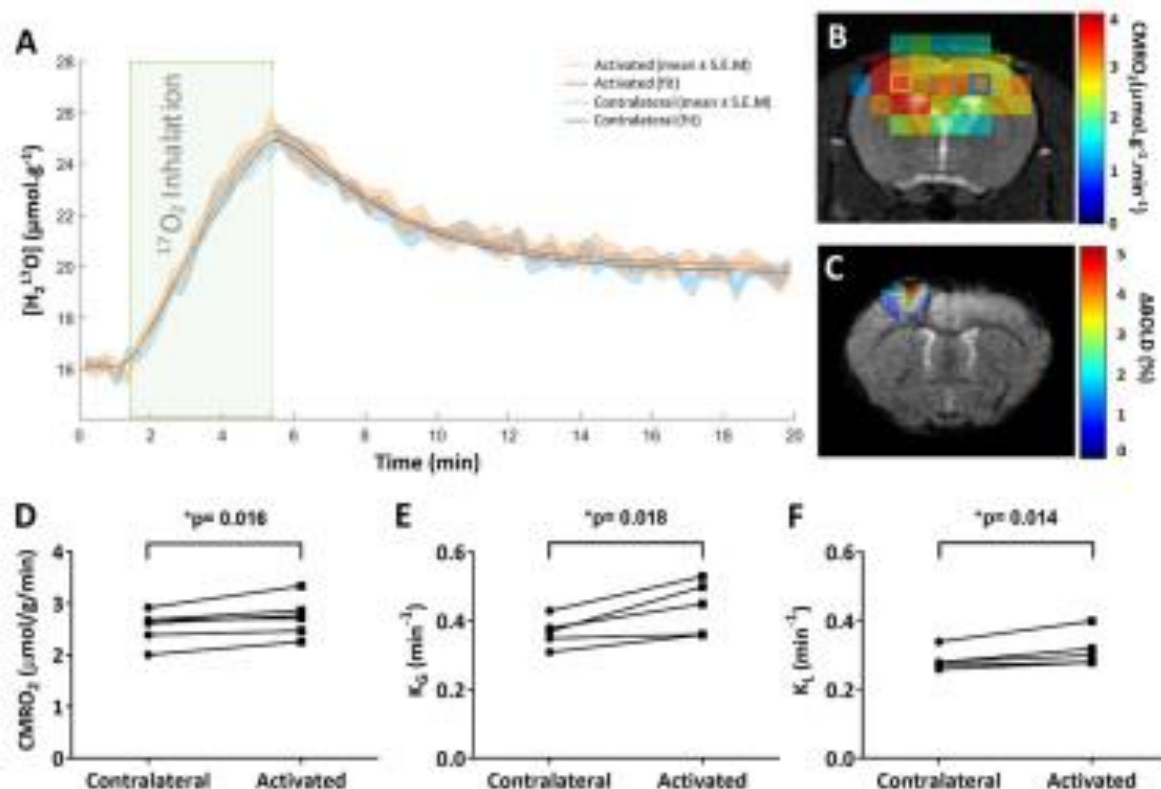 A
28
26
24
22
20
18
16
0
2
4
6
8
10
12
14
16
18
20
[H₂¹⁷O] (μmol.g⁻¹)
Time (min)
¹⁷O₂ Inhalation
Activated (mean ± S.E.M)
Activated (fit)
Contralateral (mean ± S.E.M)
Contralateral (fit)
B
4
3
2
1
0
CMRO₂ (μmol.g⁻¹.min⁻¹)
C
5
4
3
2
1
0
ΔBOLD (%)
D
*p= 0.016
4
3
2
1
0
CMRO₂ (μmol/g/min)
Contralateral
Activated
E
*p= 0.018
0.6
0.4
0.2
0.0
K_G (min⁻¹)
Contralateral
Activated
F
*p= 0.014
0.6
0.4
0.2
0.0
K_L (min⁻¹)
Contralateral
Activated